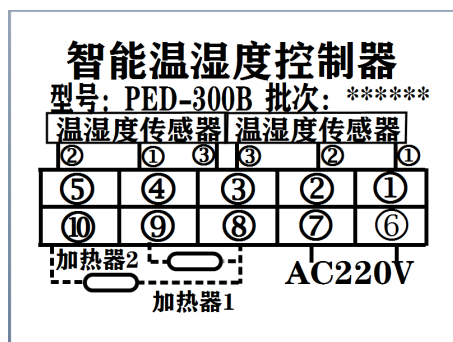 智能温湿度控制器
型号：PED-300B 批次：******
温湿度传感器 温湿度传感器
② ① ③ ③ ② ①
⑤ ④ ③ ② ①
⑩ ⑨ ⑧ ⑦ ⑥
加热器2
AC220V
加热器1